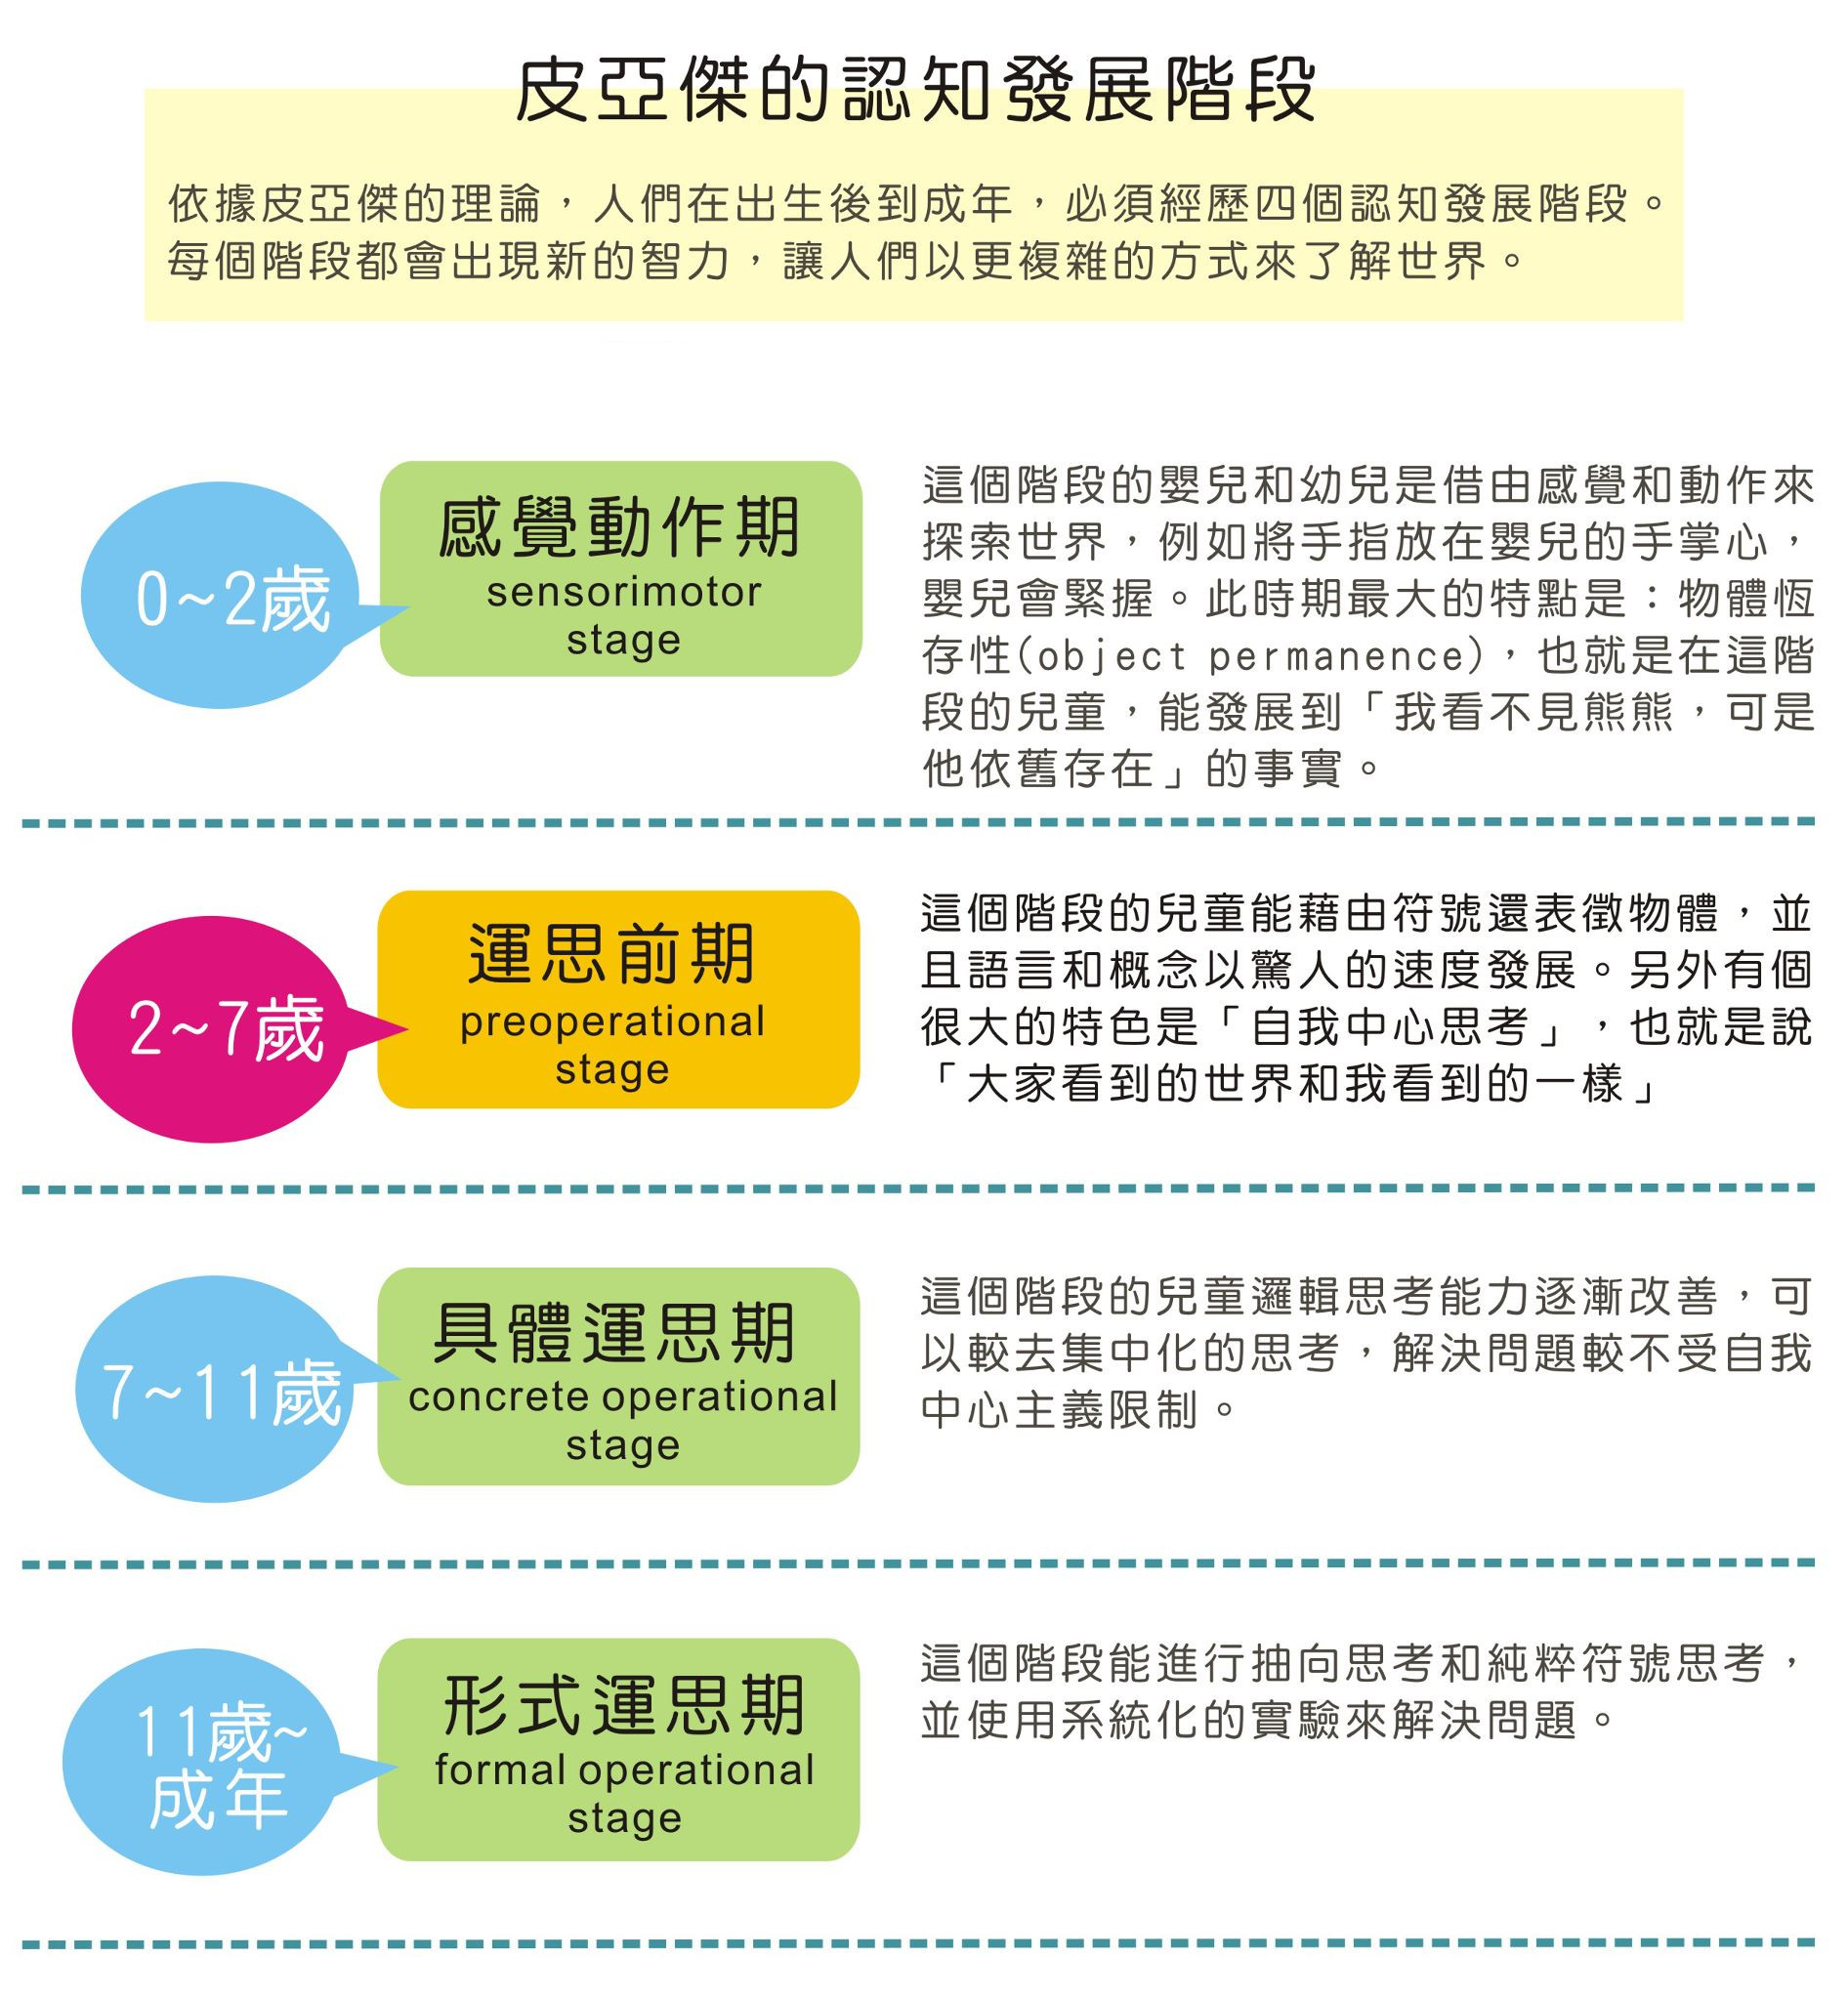 皮亞傑的認知發展階段
依據皮亞傑的理論，人們在出生後到成年，必須經歷四個認知發展階段。
每個階段都會出現新的智力，讓人們以更複雜的方式來了解世界。
0~2歲
感覺動作期
sensorimotor
stage
這個階段的嬰兒和幼兒是借由感覺和動作來
探索世界，例如將手指放在嬰兒的手掌心，
嬰兒會緊握。此時期最大的特點是：物體恆
存性(object permanence)，也就是在這階
段的兒童，能發展到「我看不見熊熊，可是
他依舊存在」的事實。
2~7歲
運思前期
preoperational
stage
這個階段的兒童能藉由符號還表徵物體，並
且語言和概念以驚人的速度發展。另外有個
很大的特色是「自我中心思考」，也就是說
「大家看到的世界和我看到的一樣」
7~11歲
具體運思期
concrete operational
stage
這個階段的兒童邏輯思考能力逐漸改善，可
以較去集中化的思考，解決問題較不受自我
中心主義限制。
11歲~
成年
形式運思期
formal operational
stage
這個階段能進行抽向思考和純粹符號思考，
並使用系統化的實驗來解決問題。